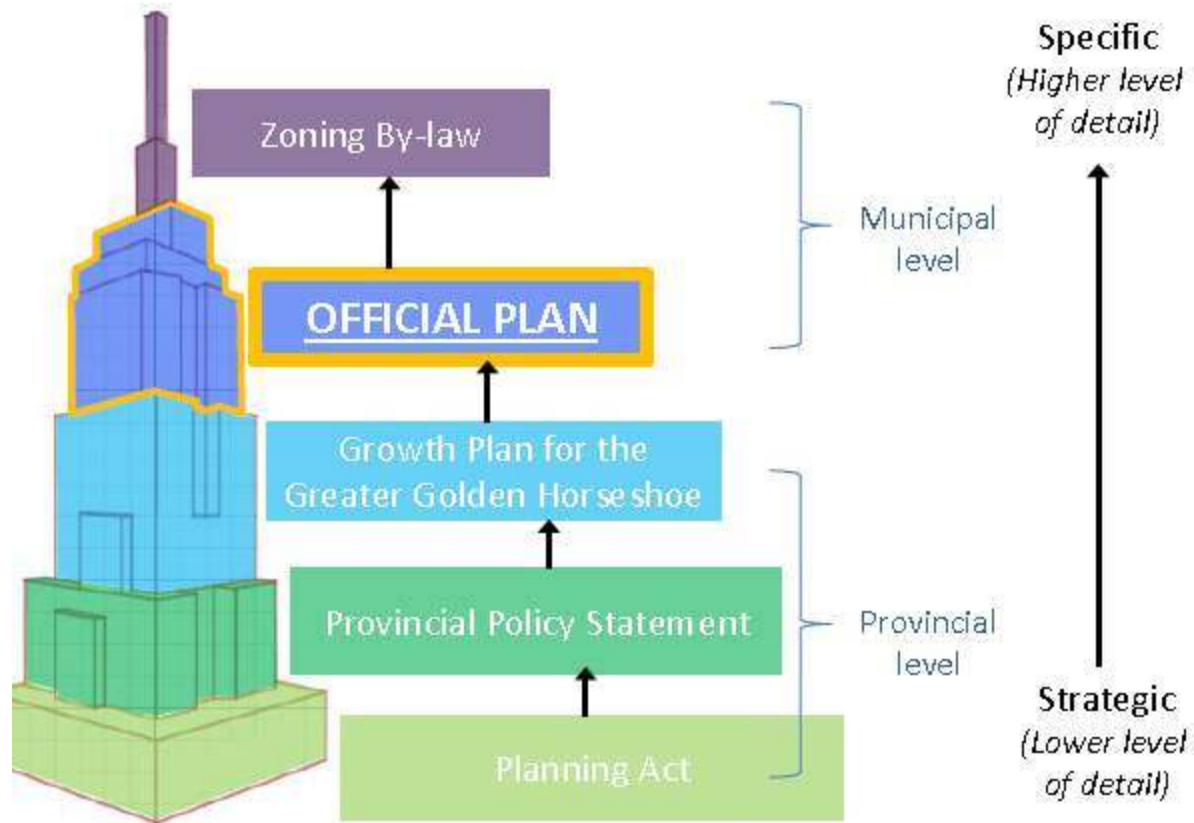 Zoning By-law
OFFICIAL PLAN
Growth Plan for the
Greater Golden Horseshoe
Provincial Policy Statement
Planning Act
Municipal
level
Provincial
level
Specific
(Higher level
of detail)
Strategic
(Lower level
of detail)